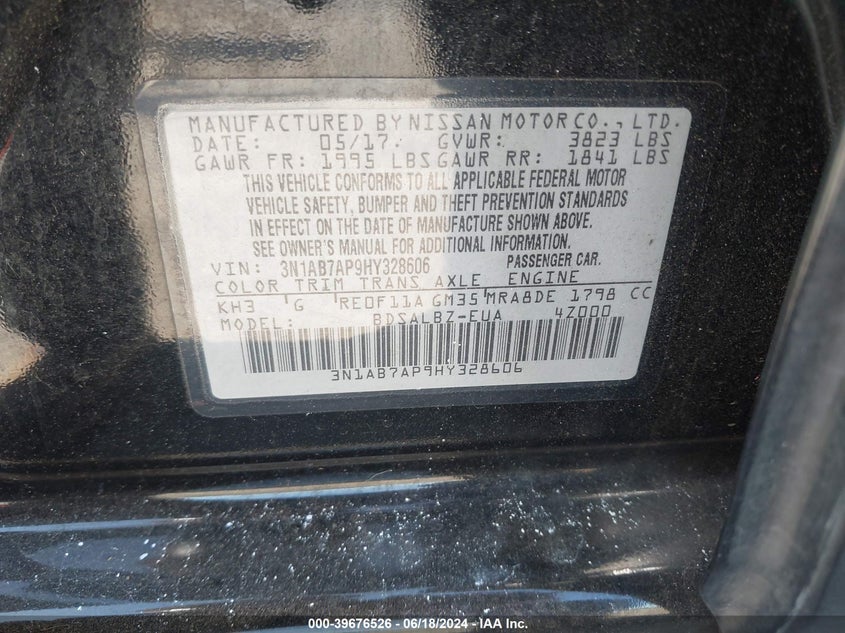 MANUFACTURED BY NISSAN MOTOR CO., LTD.
DATE: 05/17 GVWR: 3823 LBS
GAWR FR: 1995 LBS GAWR RR: 1841 LBS
THIS VEHICLE CONFORMS TO ALL APPLICABLE FEDERAL MOTOR
VEHICLE SAFETY, BUMPER AND THEFT PREVENTION STANDARDS
IN EFFECT ON THE DATE OF MANUFACTURE SHOWN ABOVE.
SEE OWNER'S MANUAL FOR ADDITIONAL INFORMATION.
VIN: 3N1AB7AP9HY328606 PASSENGER CAR.
COLOR TRIM TRANS AXLE ENGINE
KH3 G RE0F11A GM35 MRA8DE 1798 CC
MODEL: BDSALBZ-EUA 4Z000
3N1AB7AP9HY328606
000-39676526 - 06/18/2024 - IAA Inc.